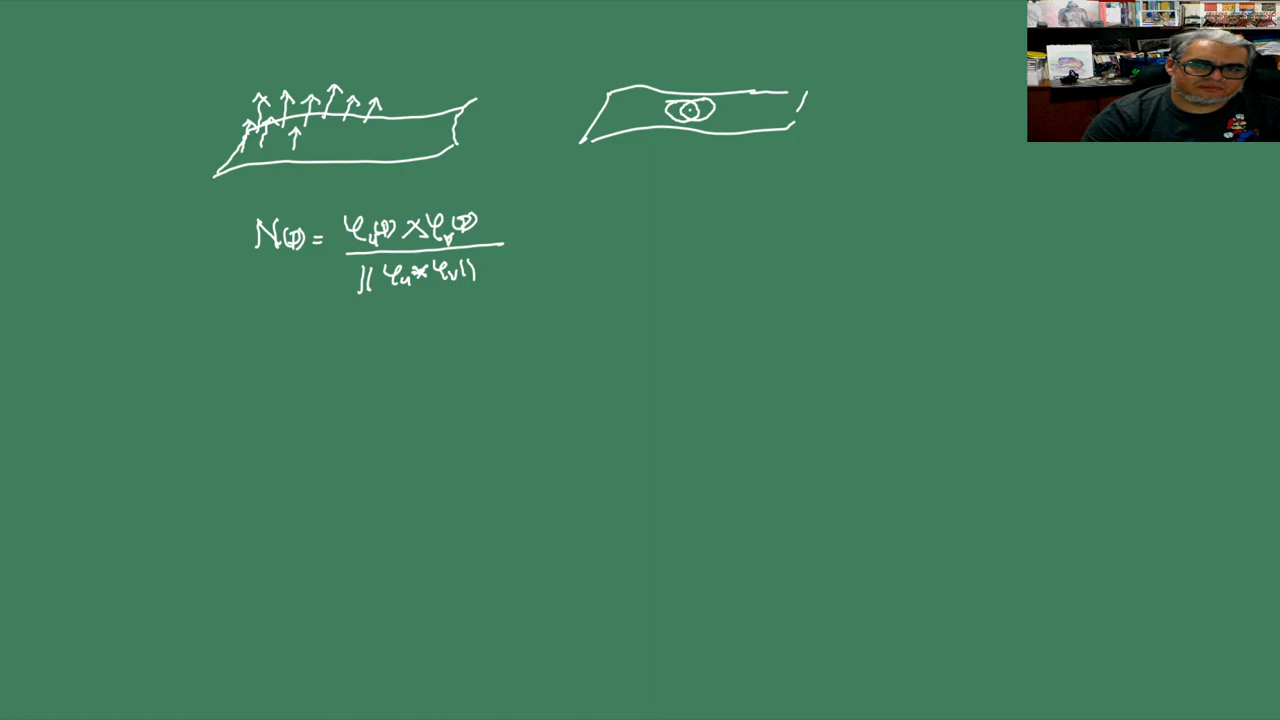 N(p) = φᵤ(p) × φᵥ(p)
|| φᵤ × φᵥ ||